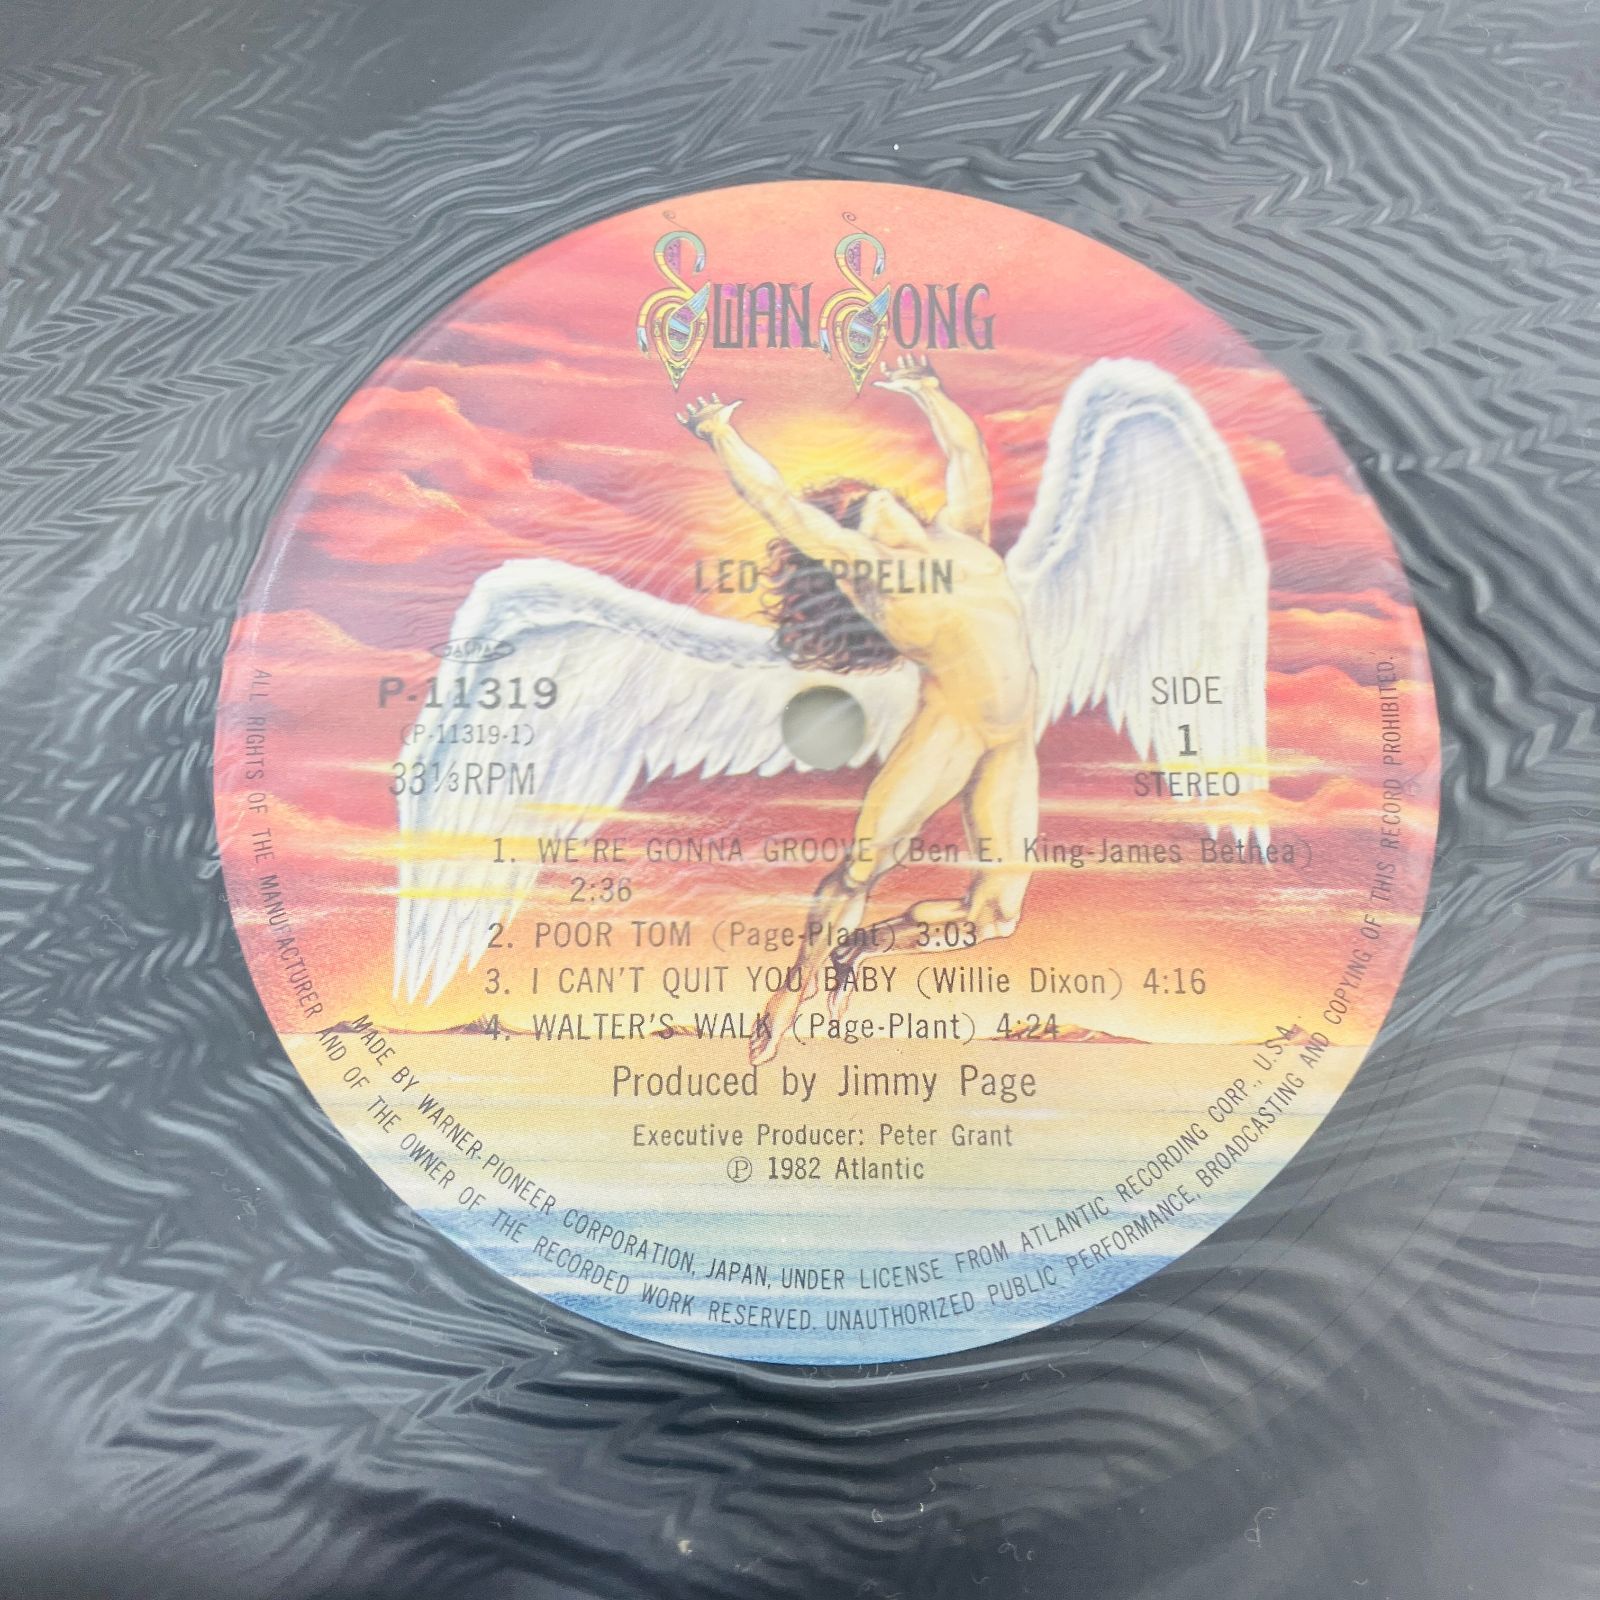 SWAN SONG
LED ZEPPELIN
JASRAC
P-11319
(P-11319-1)
33⅓RPM
SIDE
1
STEREO
1. WE'RE GONNA GROOVE (Ben E. King-James Bethea)
2:36
2. POOR TOM (Page-Plant) 3:03
3. I CAN'T QUIT YOU BABY (Willie Dixon) 4:16
4. WALTER'S WALK (Page-Plant) 4:24
Produced by Jimmy Page
Executive Producer: Peter Grant
Ⓟ 1982 Atlantic
MADE BY WARNER-PIONEER CORPORATION, JAPAN, UNDER LICENSE FROM ATLANTIC RECORDING CORP., U.S.A.
ALL RIGHTS OF THE MANUFACTURER AND OF THE OWNER OF THE RECORDED WORK RESERVED. UNAUTHORIZED PUBLIC PERFORMANCE, BROADCASTING AND COPYING OF THIS RECORD PROHIBITED.